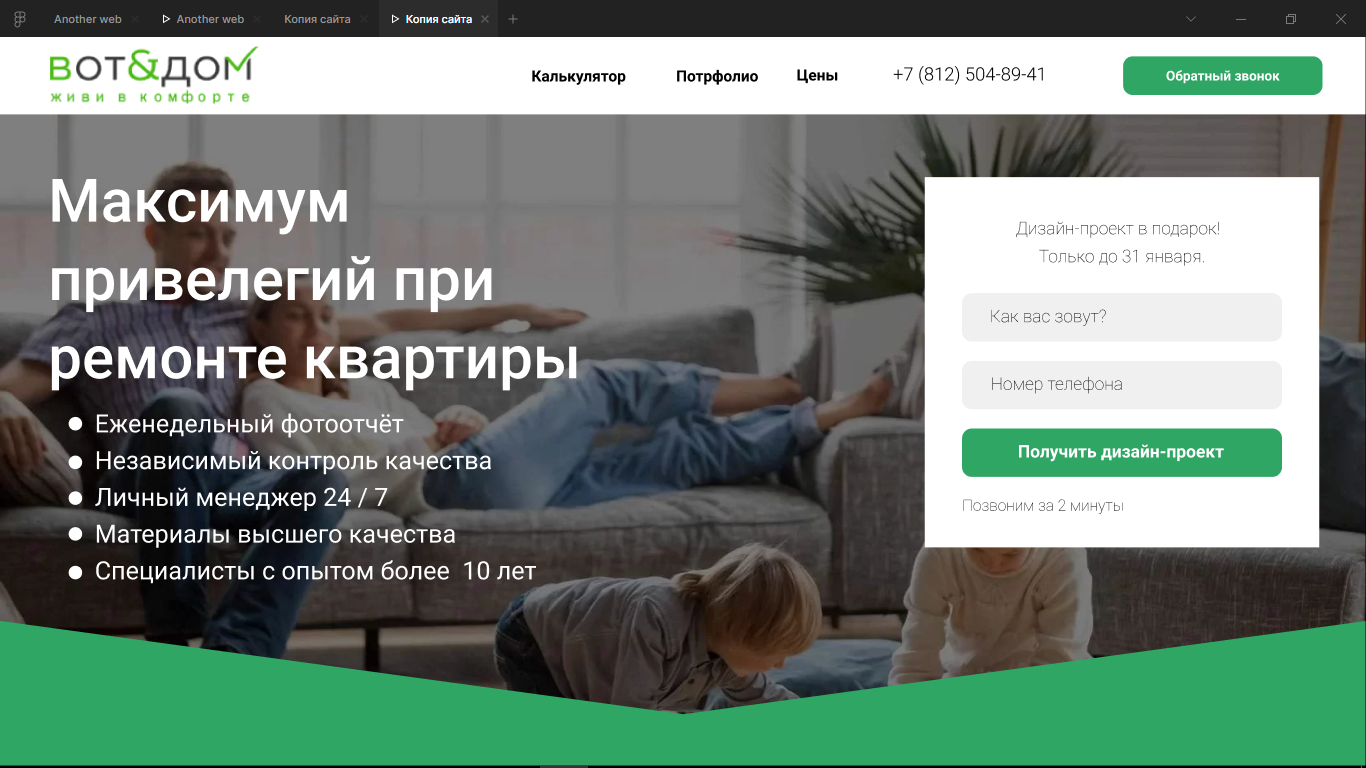 Another web
Another web
Копия сайта
Копия сайта
ВОТ&ДОМ
живи в комфорте
Калькулятор
Потрфолио
Цены
+7 (812) 504-89-41
Обратный звонок
Максимум
привелегий при
ремонте квартиры
Еженедельный фотоотчёт
Независимый контроль качества
Личный менеджер 24 / 7
Материалы высшего качества
Специалисты с опытом более  10 лет
Дизайн-проект в подарок!
Только до 31 января.
Как вас зовут?
Номер телефона
Получить дизайн-проект
Позвоним за 2 минуты